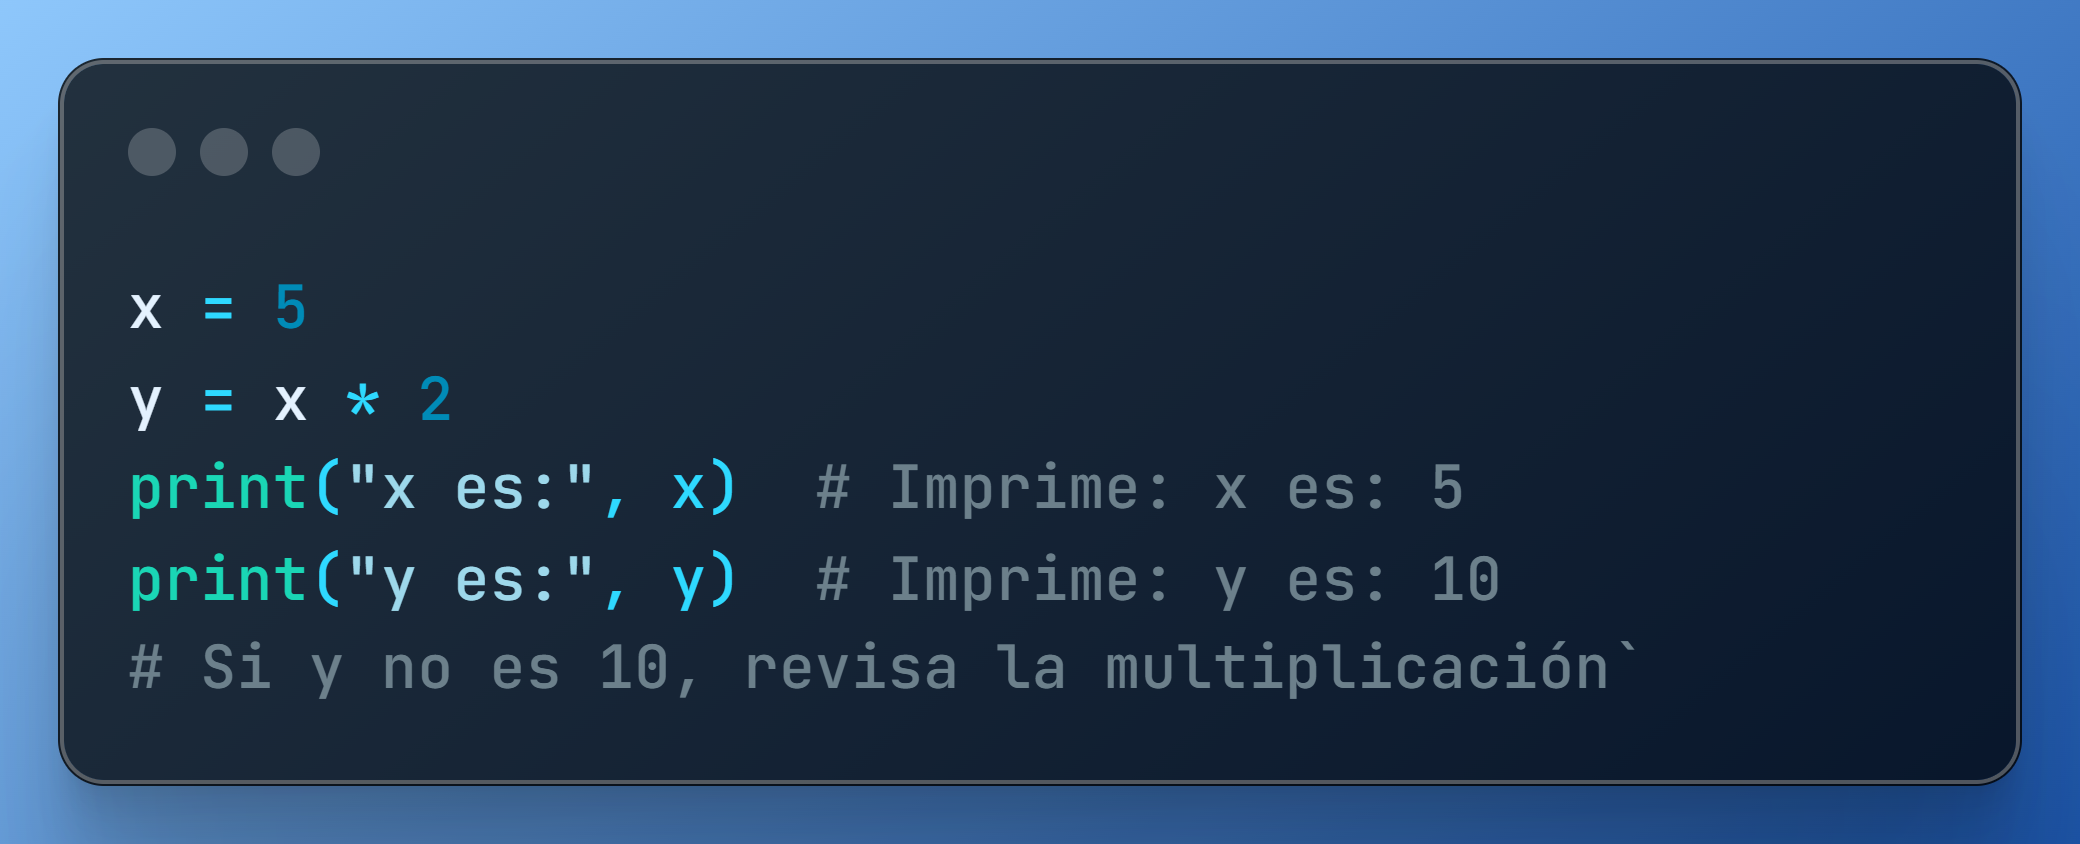 x = 5
y = x * 2
print("x es:", x)  # Imprime: x es: 5
print("y es:", y)  # Imprime: y es: 10
# Si y no es 10, revisa la multiplicación`